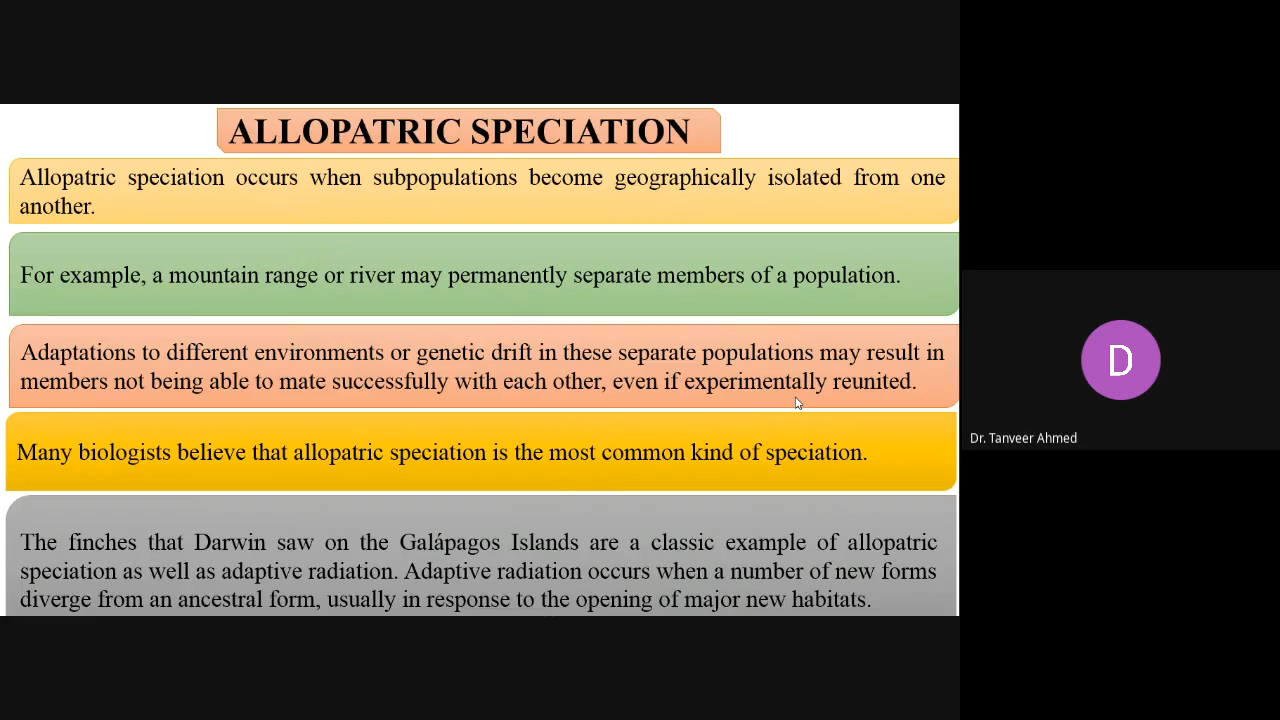 ALLOPATRIC SPECIATION
Allopatric speciation occurs when subpopulations become geographically isolated from one
another.
For example, a mountain range or river may permanently separate members of a population.
Adaptations to different environments or genetic drift in these separate populations may result in
members not being able to mate successfully with each other, even if experimentally reunited.
Many biologists believe that allopatric speciation is the most common kind of speciation.
The finches that Darwin saw on the Galápagos Islands are a classic example of allopatric
speciation as well as adaptive radiation. Adaptive radiation occurs when a number of new forms
diverge from an ancestral form, usually in response to the opening of major new habitats.
D
Dr. Tanveer Ahmed